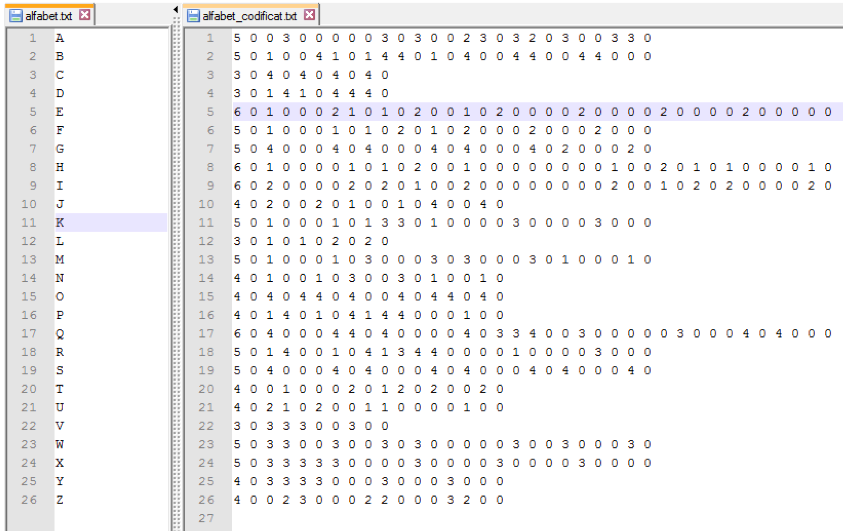 alfabet.txt
alfabet_codificat.txt
1 A
2 B
3 C
4 D
5 E
6 F
7 G
8 H
9 I
10 J
11 K
12 L
13 M
14 N
15 O
16 P
17 Q
18 R
19 S
20 T
21 U
22 V
23 W
24 X
25 Y
26 Z
1 5 0 0 3 0 0 0 0 0 3 0 3 0 0 2 3 0 3 2 0 3 0 0 3 3 0
2 5 0 1 0 0 4 1 0 1 4 4 0 1 0 4 0 0 4 4 0 0 4 4 0 0 0
3 3 0 4 0 4 0 4 0 4 0
4 3 0 1 4 1 0 4 4 4 0
5 6 0 1 0 0 0 2 1 0 1 0 2 0 0 1 0 2 0 0 0 0 2 0 0 0 0 2 0 0 0 0 2 0 0 0 0 0
6 5 0 1 0 0 0 1 0 1 0 2 0 1 0 2 0 0 0 2 0 0 0 2 0 0 0
7 5 0 4 0 0 0 4 0 4 0 0 0 4 0 4 0 0 0 4 0 2 0 0 0 2 0
8 6 0 1 0 0 0 0 1 0 1 0 2 0 0 1 0 0 0 0 0 0 0 0 1 0 0 2 0 1 0 1 0 0 0 0 1 0
9 6 0 2 0 0 0 0 2 0 2 0 1 0 0 2 0 0 0 0 0 0 0 0 2 0 0 1 0 2 0 2 0 0 0 0 2 0
10 4 0 2 0 0 2 0 1 0 0 1 0 4 0 0 4 0
11 5 0 1 0 0 0 1 0 1 3 3 0 1 0 0 0 0 3 0 0 0 0 3 0 0 0
12 3 0 1 0 1 0 2 0 2 0
13 5 0 1 0 0 0 1 0 3 0 0 0 3 0 3 0 0 0 3 0 1 0 0 0 1 0
14 4 0 1 0 0 1 0 3 0 0 3 0 1 0 0 1 0
15 4 0 4 0 4 4 0 4 0 0 4 0 4 4 0 4 0
16 4 0 1 4 0 1 0 4 1 4 4 0 0 0 1 0 0
17 6 0 4 0 0 0 4 4 0 4 0 0 0 0 4 0 3 3 4 0 0 3 0 0 0 0 0 3 0 0 0 4 0 4 0 0 0
18 5 0 1 4 0 0 1 0 4 1 3 4 4 0 0 0 0 1 0 0 0 0 3 0 0 0
19 5 0 4 0 0 0 4 0 4 0 0 0 4 0 4 0 0 0 4 0 4 0 0 0 4 0
20 4 0 0 1 0 0 0 2 0 1 2 0 2 0 0 2 0
21 4 0 2 1 0 2 0 0 1 1 0 0 0 0 1 0 0
22 3 0 3 3 3 0 0 3 0 0
23 5 0 3 3 0 0 3 0 0 3 0 3 0 0 0 0 0 3 0 0 3 0 0 0 3 0
24 5 0 3 3 3 3 3 0 0 0 0 3 0 0 0 0 3 0 0 0 0 3 0 0 0 0
25 4 0 3 3 3 3 0 0 0 3 0 0 0 3 0 0 0
26 4 0 0 2 3 0 0 0 2 2 0 0 0 3 2 0 0
27